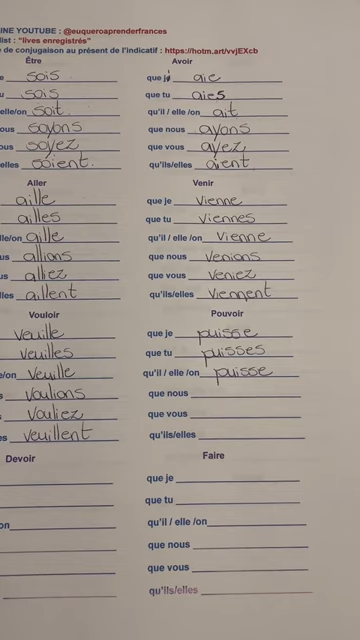 INE YOUTUBE : @euqueroaprenderfrances
list : "lives enregistrés"
de conjugaison au présent de l'indicatif : https://hotm.art/vvjEXcb
Être Avoir
sois que je aie
sois que tu aies
elle/on soit qu'il / elle /on ait
ous soyons que nous ayons
ous soyez que vous ayez
elles soient. qu'ils/elles aient
Aller Venir
aille que je Vienne
ailles que tu Viennes
lle/on aille qu'il / elle /on Vienne
us allions que nous Venions
us alliez que vous Veniez
lles aillent qu'ils/elles Viennent
Vouloir Pouvoir
Veuille que je puisse
Veuilles que tu puisses
e/on Veuille qu'il / elle /on puisse
s Voulions que nous
Vouliez que vous
es Veuillent qu'ils/elles
Devoir Faire
que je
que tu
on qu'il / elle /on
que nous
que vous
qu'ils/elles